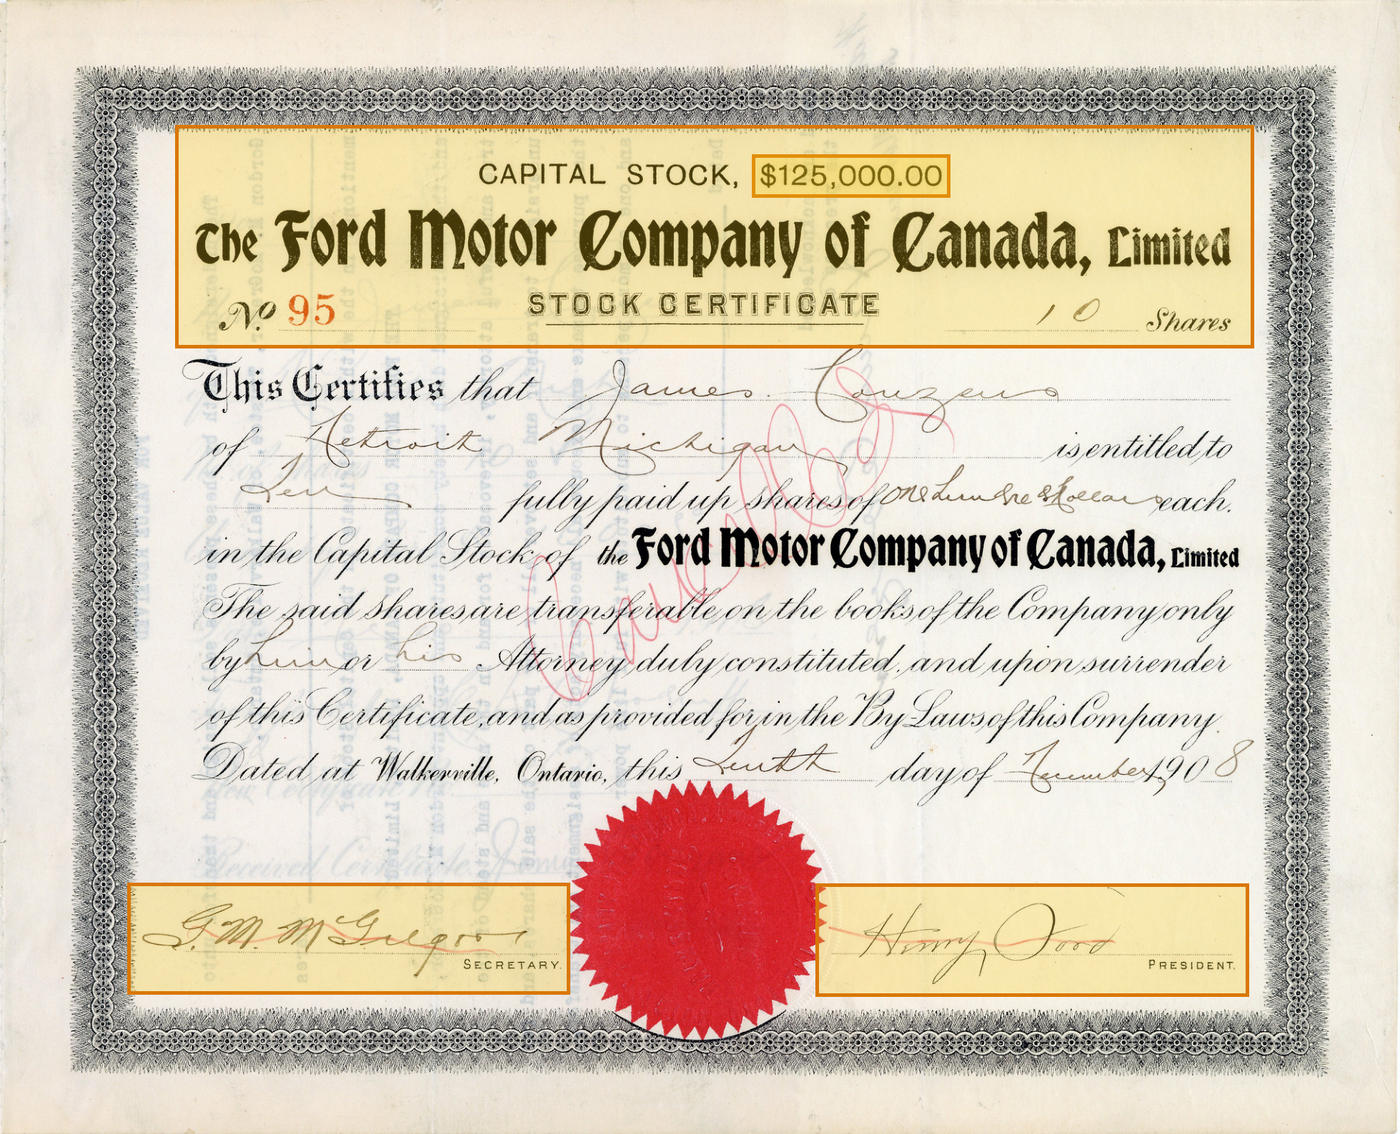 CAPITAL STOCK, $125,000.00
The Ford Motor Company of Canada, Limited
No. 95 STOCK CERTIFICATE 10 Shares
This Certifies that James Couzens
of Detroit Michigan is entitled to
Ten fully paid up shares of One hundred Dollars each.
in the Capital Stock of the Ford Motor Company of Canada, Limited
The said shares are transferable on the books of the Company only
by him or his Attorney duly constituted, and upon surrender
of this Certificate, and as provided for in the By Laws of this Company.
Dated at Walkerville, Ontario, this Tenth day of November 1908
Cancelled
G. M. McGregor
SECRETARY.
Henry Ford
PRESIDENT.